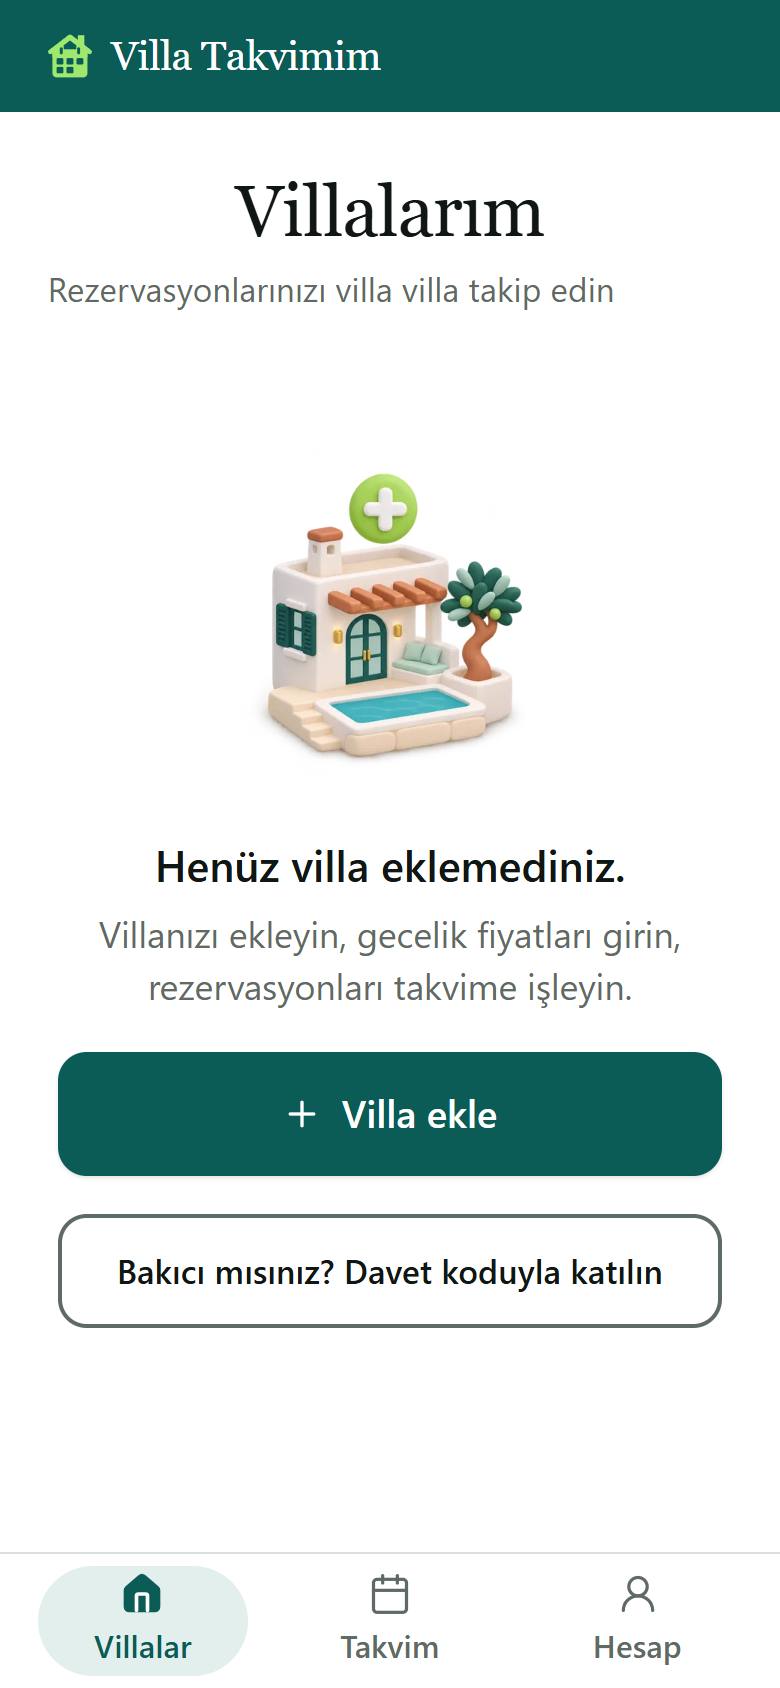 Villa Takvimim
Villalarım
Rezervasyonlarınızı villa villa takip edin
Henüz villa eklemediniz.
Villanızı ekleyin, gecelik fiyatları girin,
rezervasyonları takvime işleyin.
+ Villa ekle
Bakıcı mısınız? Davet koduyla katılın
Villalar
Takvim
Hesap